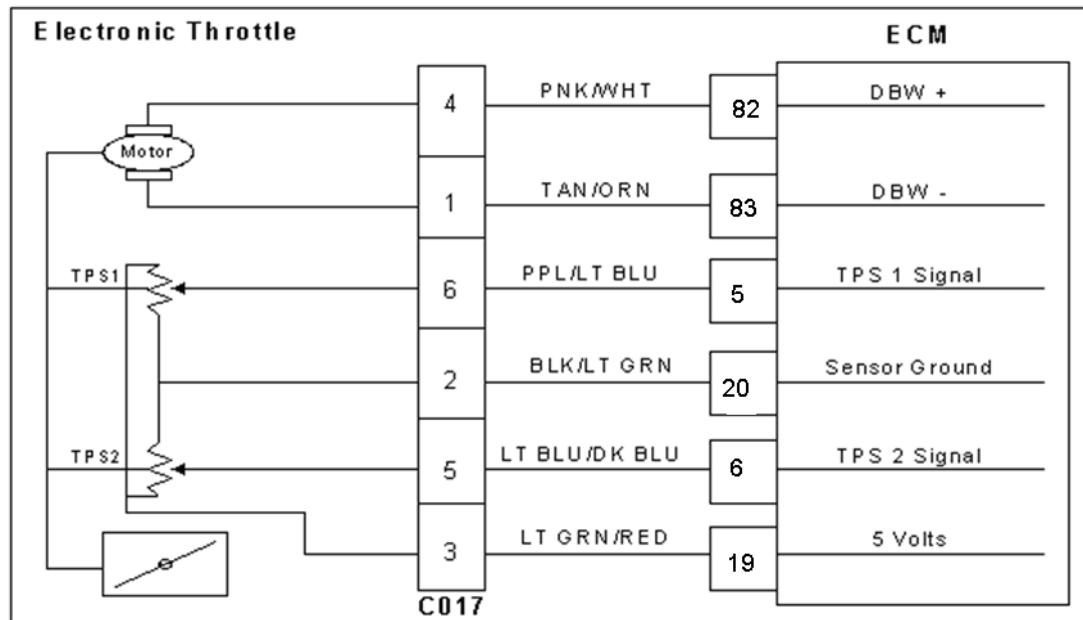 Electronic Throttle
ECM
4
PNK/WHT
82
DBW +
Motor
1
TAN/ORN
83
DBW -
TPS1
6
PPL/LT BLU
5
TPS 1 Signal
2
BLK/LT GRN
20
Sensor Ground
TPS2
5
LT BLU/DK BLU
6
TPS 2 Signal
3
LT GRN/RED
19
5 Volts
C017